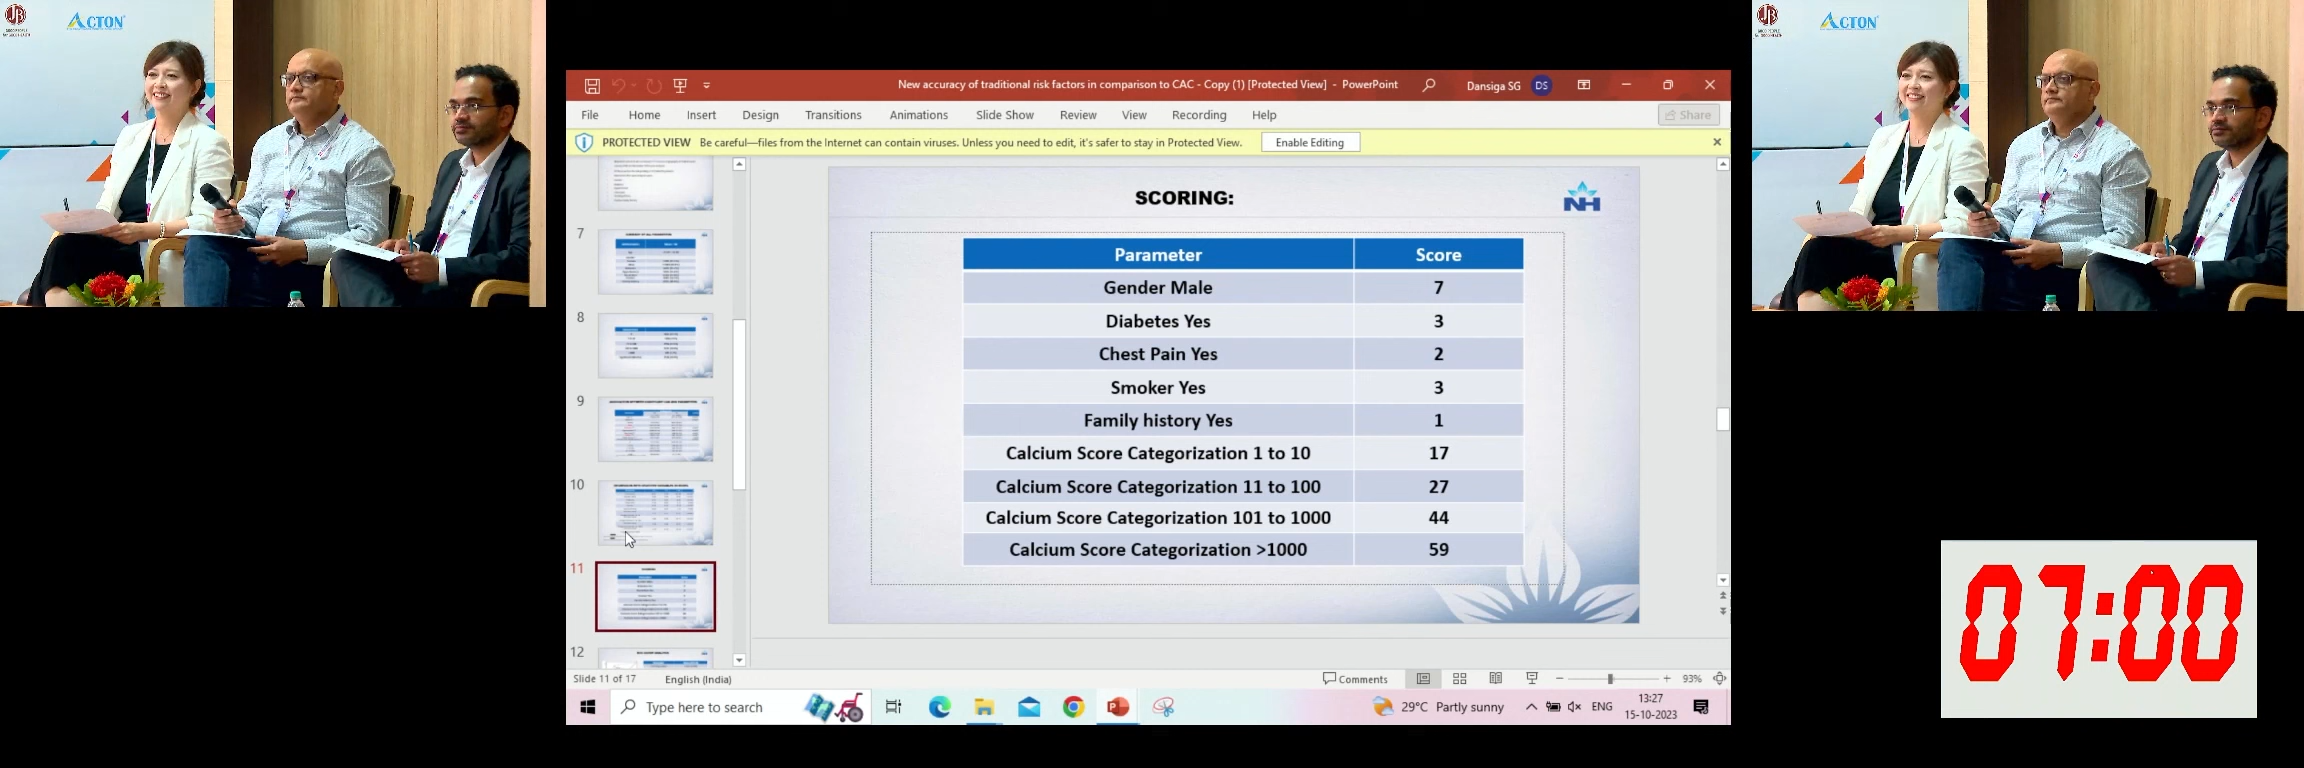 ACTON
New accuracy of traditional risk factors in comparison to CAC - Copy (1) [Protected View] - PowerPoint
Dansiga SG
DS
File Home Insert Design Transitions Animations Slide Show Review View Recording Help
Share
PROTECTED VIEW Be careful—files from the Internet can contain viruses. Unless you need to edit, it's safer to stay in Protected View.
Enable Editing
7
8
9
10
11
12
SCORING:
NH
Parameter Score
Gender Male 7
Diabetes Yes 3
Chest Pain Yes 2
Smoker Yes 3
Family history Yes 1
Calcium Score Categorization 1 to 10 17
Calcium Score Categorization 11 to 100 27
Calcium Score Categorization 101 to 1000 44
Calcium Score Categorization >1000 59
Slide 11 of 17 English (India)
Comments
93%
Type here to search
29°C Partly sunny
ENG
13:27
15-10-2023
ACTON
07:00